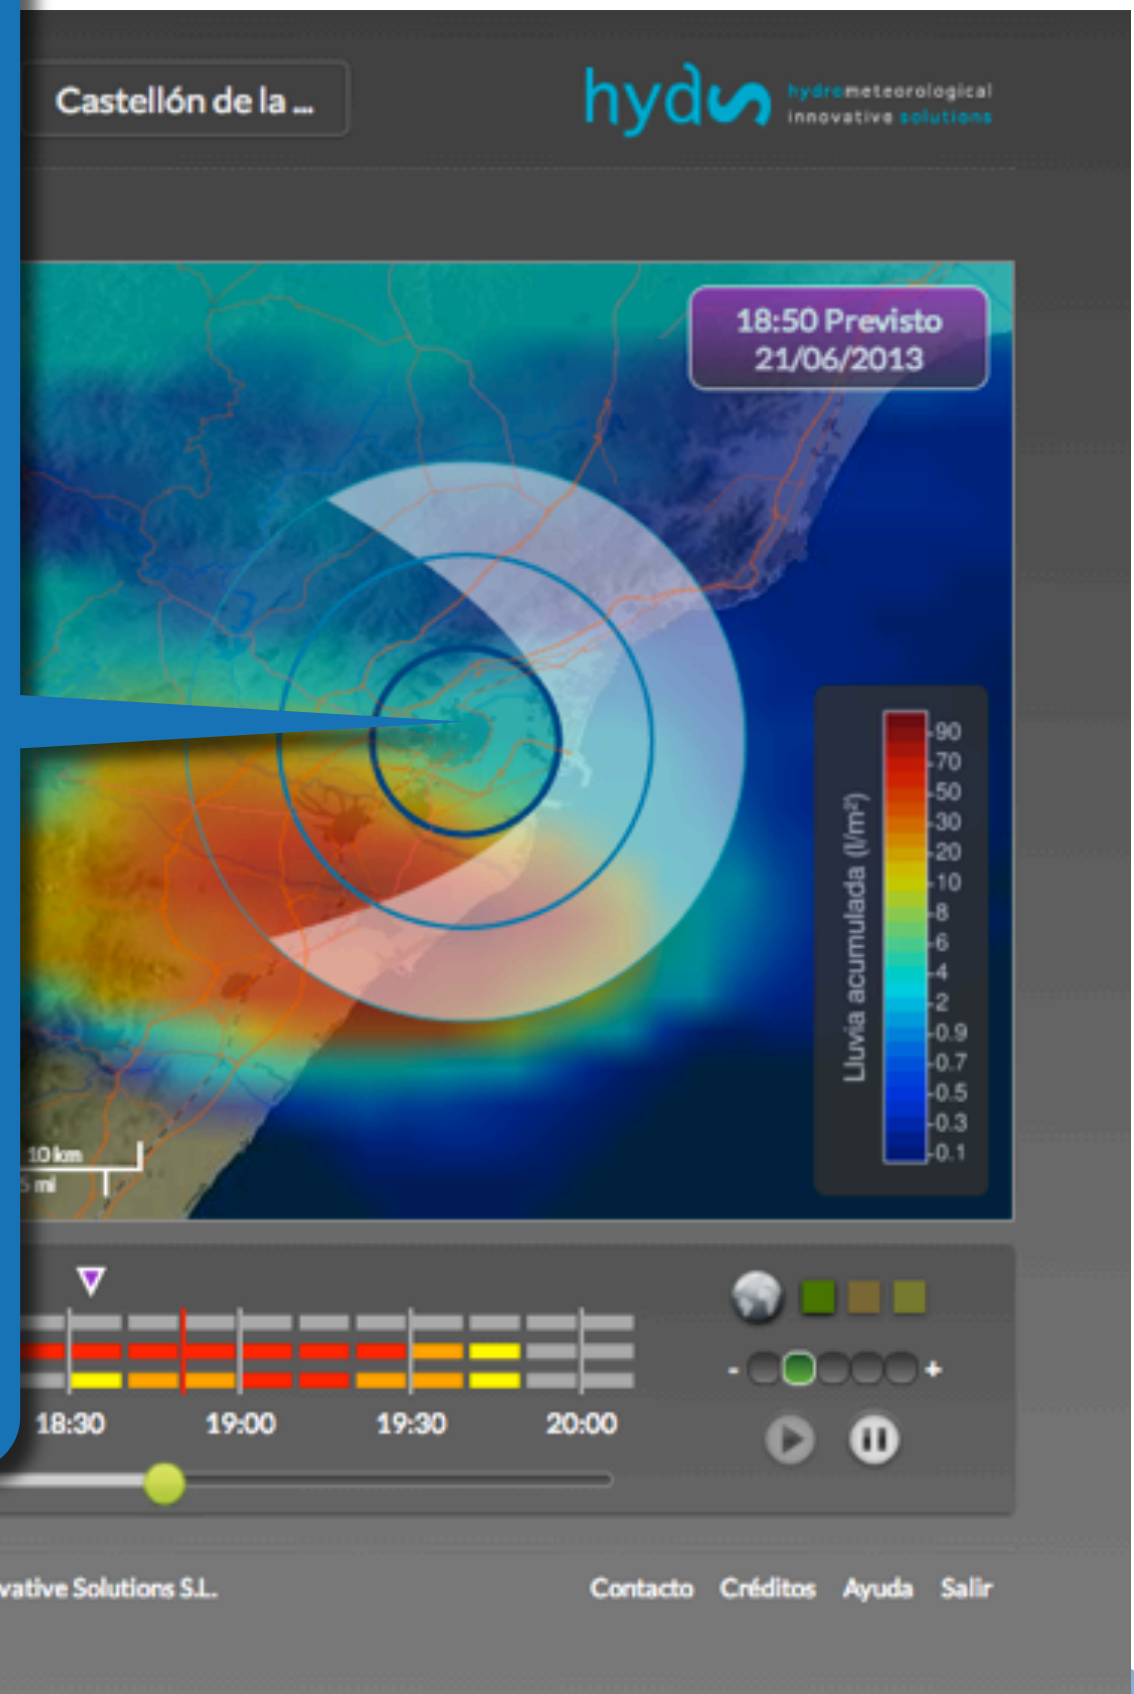 Castellón de la ...
hyds
hydrometeorological
innovative solutions
18:50 Previsto
21/06/2013
Lluvia acumulada (l/m²)
90
70
50
30
20
10
8
6
4
2
0.9
0.7
0.5
0.3
0.1
10 km
5 mi
- +
18:30 19:00 19:30 20:00
vative Solutions S.L.
Contacto Créditos Ayuda Salir